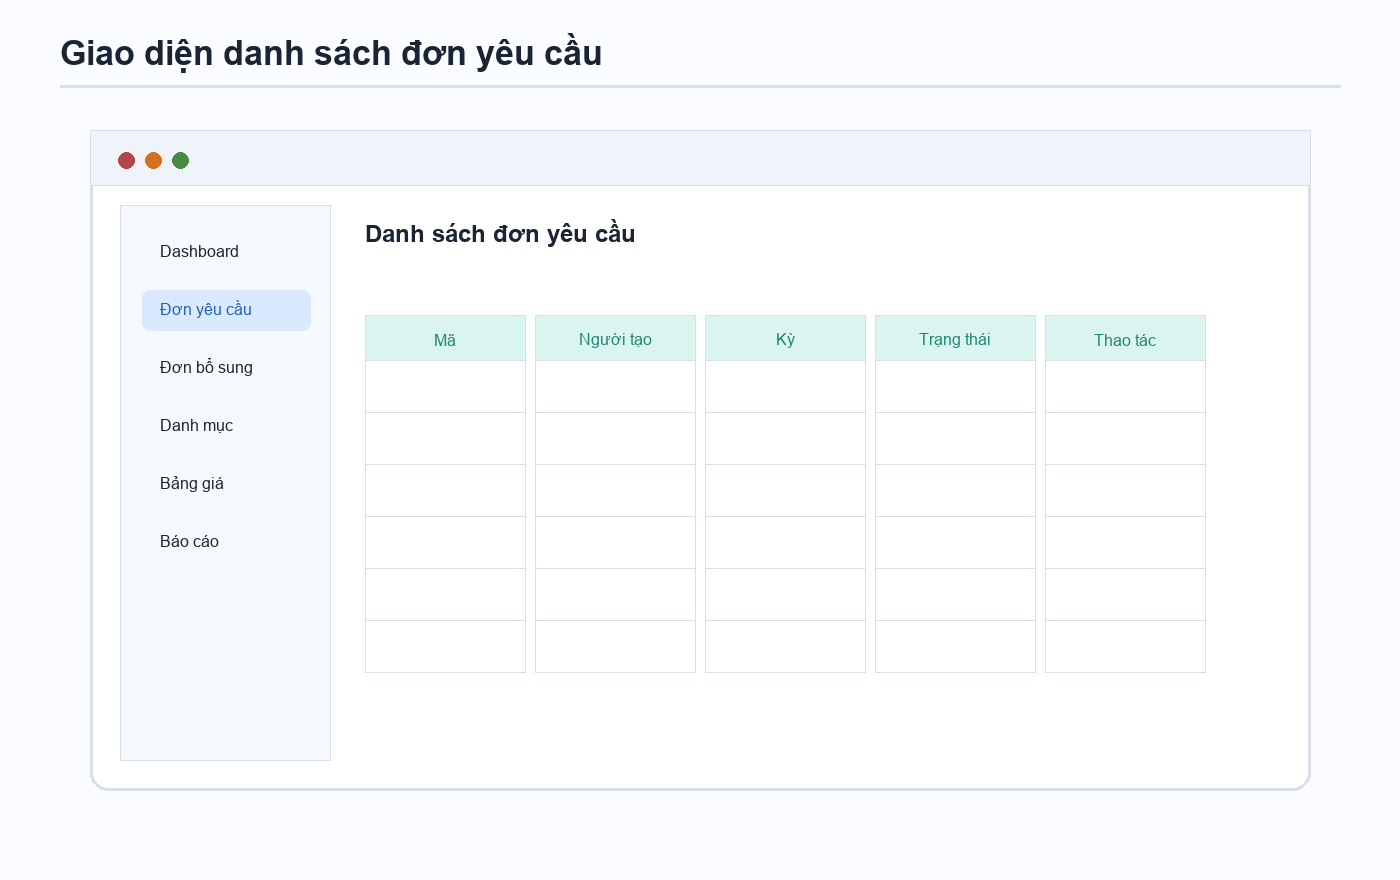 Giao diện danh sách đơn yêu cầu
Dashboard
Đơn yêu cầu
Đơn bổ sung
Danh mục
Bảng giá
Báo cáo
Danh sách đơn yêu cầu
Mã Người tạo Kỳ Trạng thái Thao tác